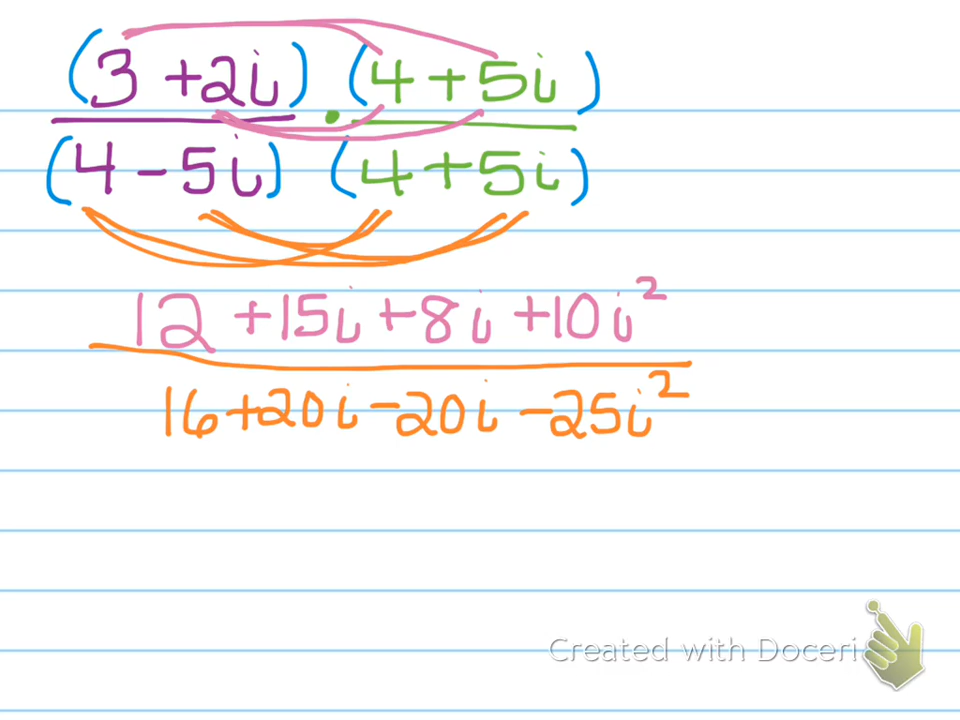 (3 + 2i) · (4 + 5i)
(4 - 5i) (4 + 5i)
12 + 15i + 8i + 10i²
16 + 20i - 20i - 25i²
Created with Doceri